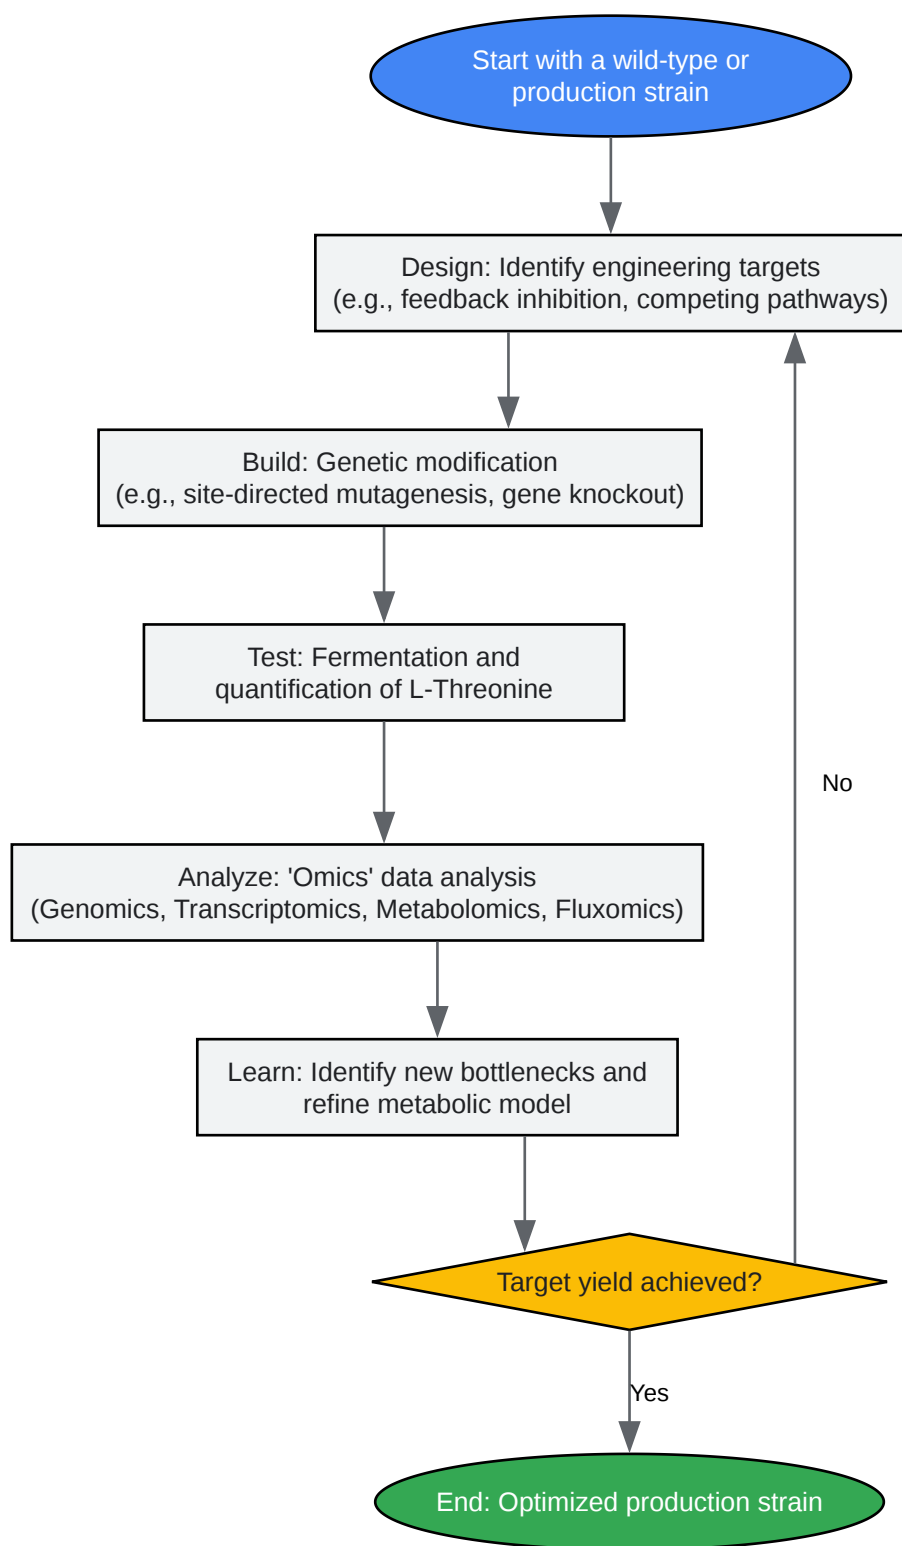 Start with a wild-type or
production strain
Design: Identify engineering targets
(e.g., feedback inhibition, competing pathways)
Build: Genetic modification
(e.g., site-directed mutagenesis, gene knockout)
Test: Fermentation and
quantification of L-Threonine
No
Analyze: 'Omics' data analysis
(Genomics, Transcriptomics, Metabolomics, Fluxomics)
Learn: Identify new bottlenecks and
refine metabolic model
Target yield achieved?
Yes
End: Optimized production strain